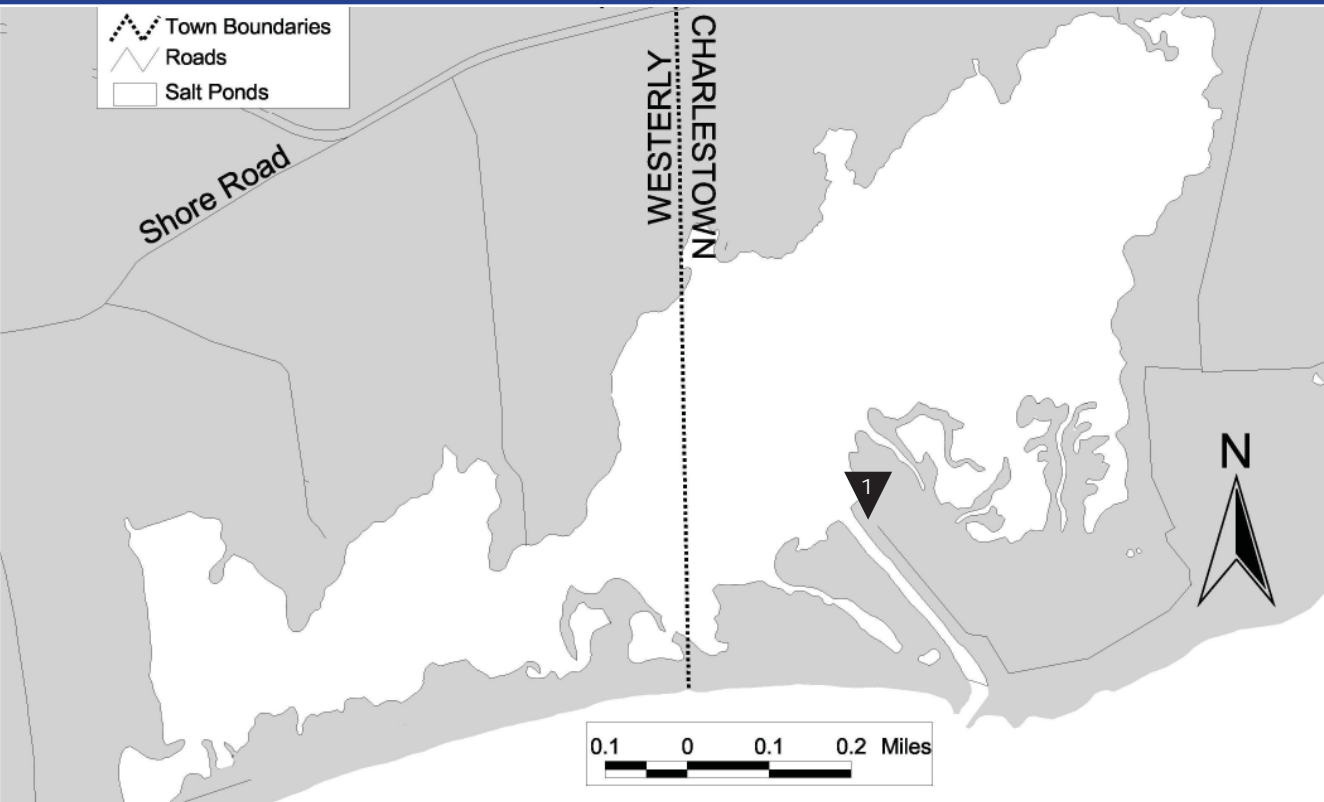 Town Boundaries
Roads
Salt Ponds
WESTERLY
CHARLESTOWN
Shore Road
N
1
0.1 0 0.1 0.2 Miles